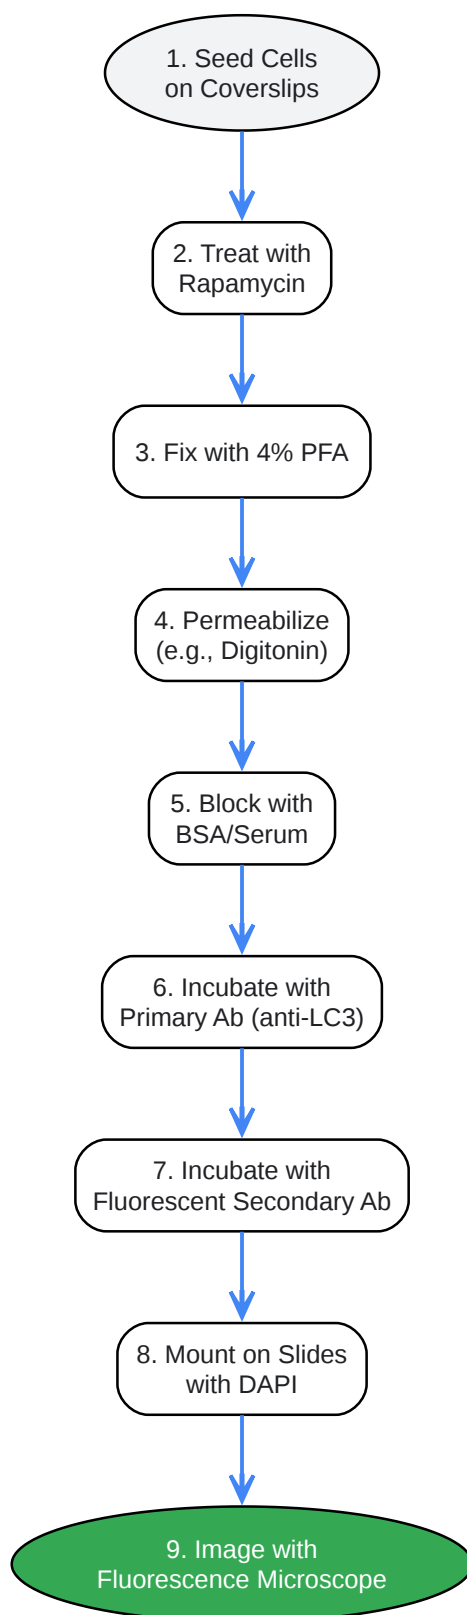 1. Seed Cells
on Coverslips
2. Treat with
Rapamycin
3. Fix with 4% PFA
4. Permeabilize
(e.g., Digitonin)
5. Block with
BSA/Serum
6. Incubate with
Primary Ab (anti-LC3)
7. Incubate with
Fluorescent Secondary Ab
8. Mount on Slides
with DAPI
9. Image with
Fluorescence Microscope